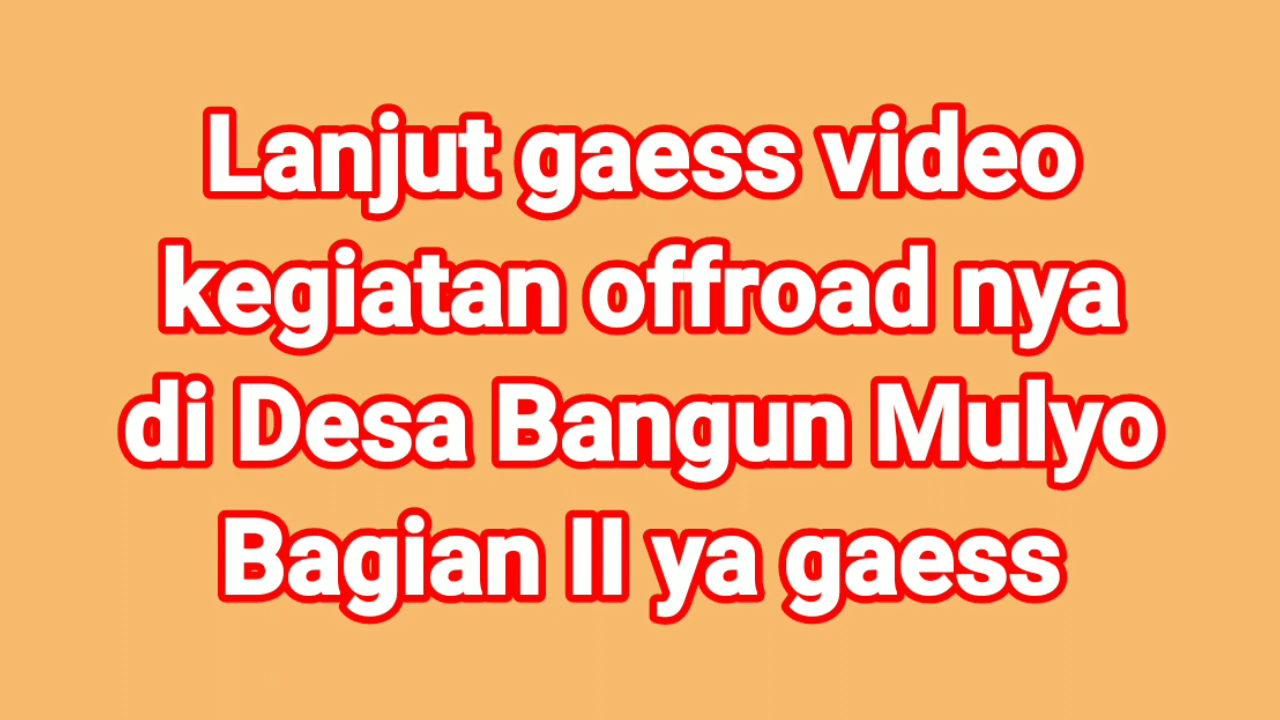 Lanjut gaess video
kegiatan offroad nya
di Desa Bangun Mulyo
Bagian II ya gaess